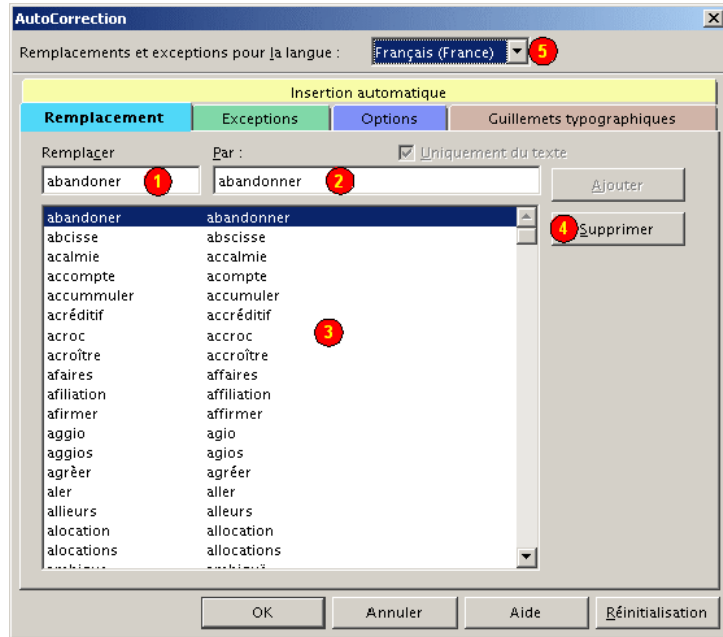 AutoCorrection
Remplacements et exceptions pour la langue : Français (France) 5
Insertion automatique
Remplacement Exceptions Options Guillemets typographiques
Remplacer Par : Uniquement du texte
abandoner 1 abandonner 2 Ajouter
abandoner abandonner
abcisse abscisse
4 Supprimer
acalmie accalmie
accompte acompte
accummuler accumuler
acréditif accréditif
acroc accroc 3
acroître accroître
afaires affaires
afiliation affiliation
afirmer affirmer
aggio agio
aggios agios
agrèer agréer
aler aller
allieurs alleurs
alocation allocation
alocations allocations
OK Annuler Aide Réinitialisation